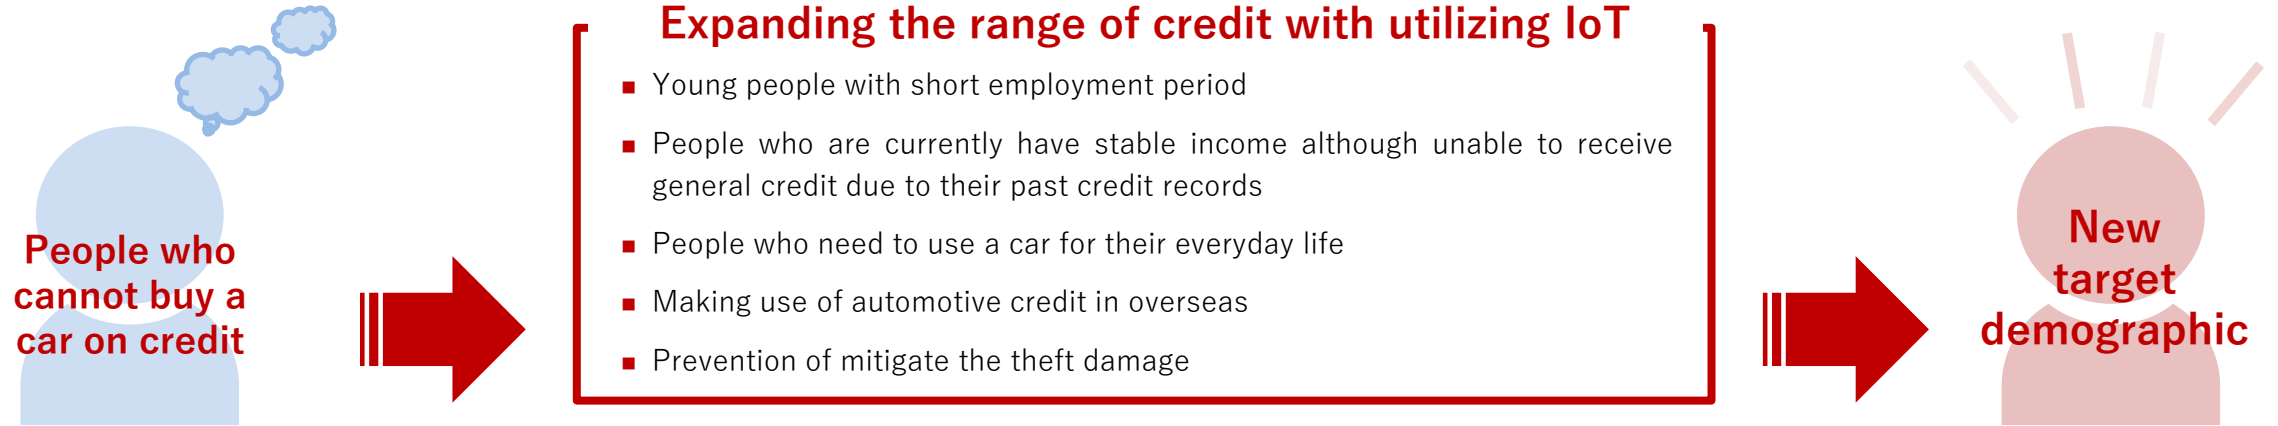 Expanding the range of credit with utilizing IoT
■ Young people with short employment period
■ People who are currently have stable income although unable to receive
general credit due to their past credit records
■ People who need to use a car for their everyday life
■ Making use of automotive credit in overseas
■ Prevention of mitigate the theft damage
People who
cannot buy a
car on credit
New
target
demographic